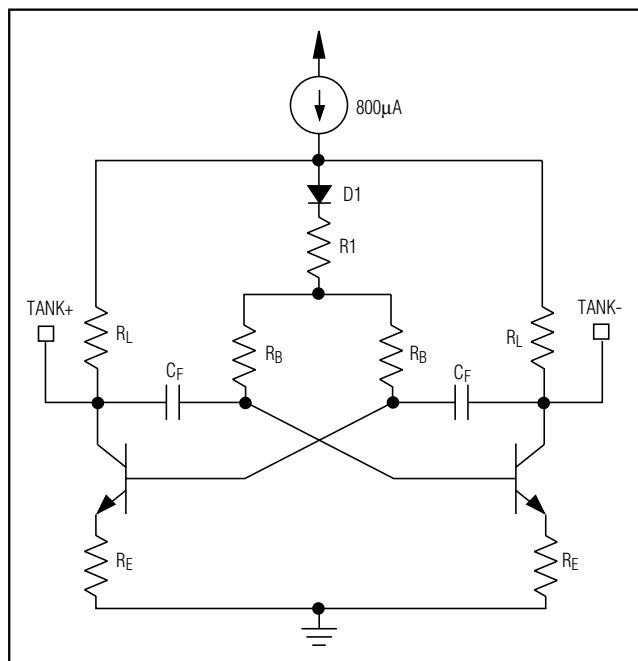 800μA
D1
R1
TANK+
TANK-
RL
RB
RB
RL
CF
CF
RE
RE